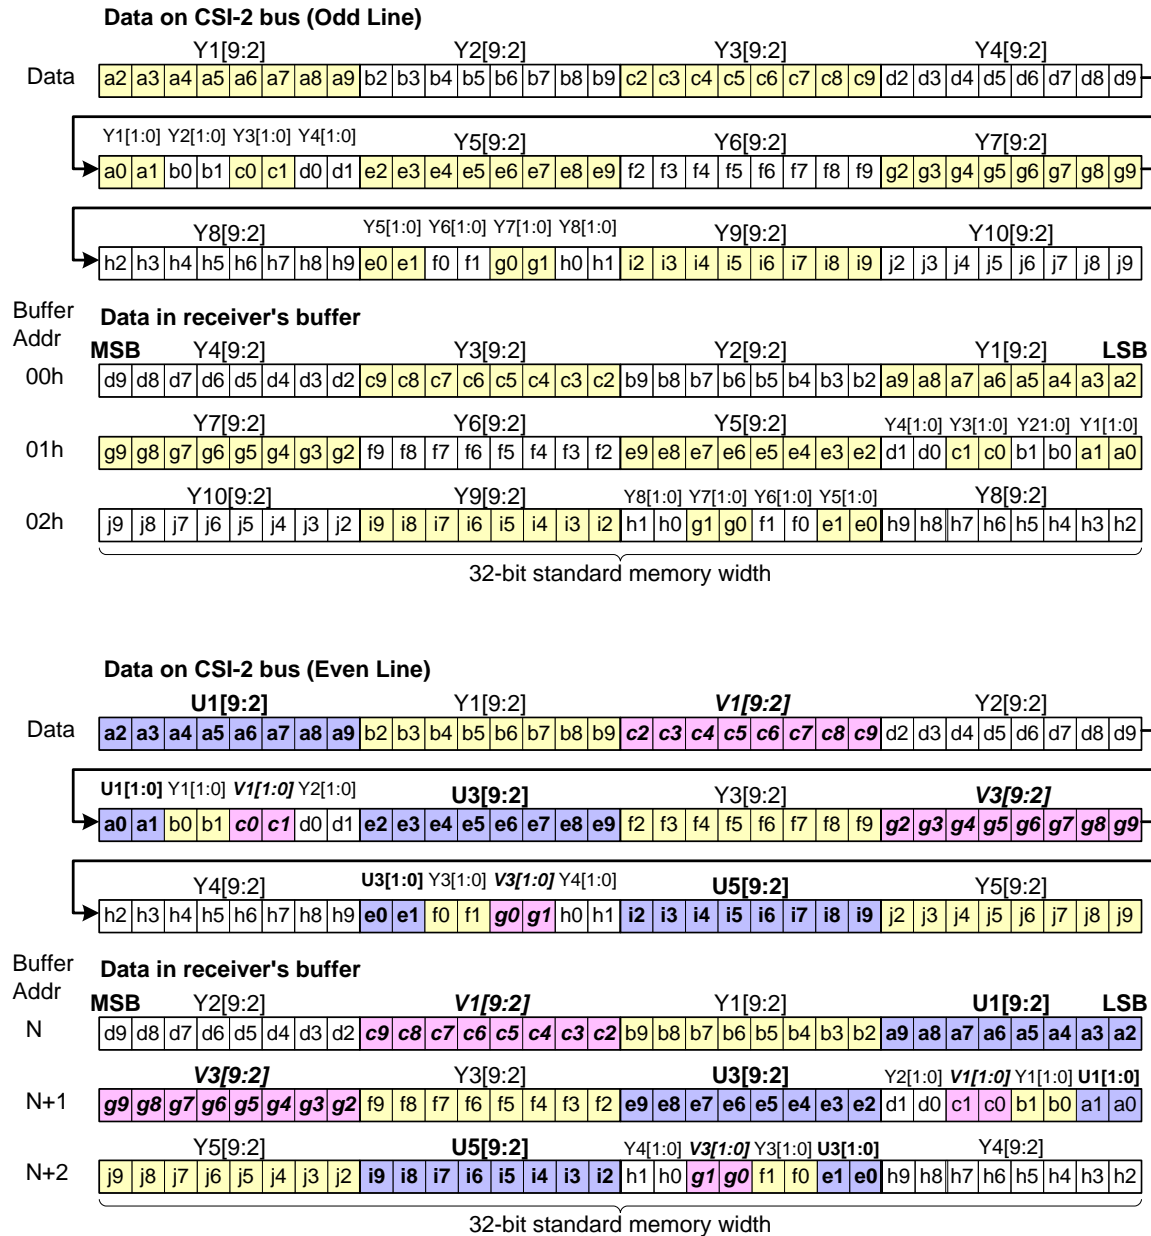 Data on CSI-2 bus (Odd Line)
Y1[9:2] Y2[9:2] Y3[9:2] Y4[9:2]
Data a2 a3 a4 a5 a6 a7 a8 a9 b2 b3 b4 b5 b6 b7 b8 b9 c2 c3 c4 c5 c6 c7 c8 c9 d2 d3 d4 d5 d6 d7 d8 d9
Y1[1:0] Y2[1:0] Y3[1:0] Y4[1:0] Y5[9:2] Y6[9:2] Y7[9:2]
a0 a1 b0 b1 c0 c1 d0 d1 e2 e3 e4 e5 e6 e7 e8 e9 f2 f3 f4 f5 f6 f7 f8 f9 g2 g3 g4 g5 g6 g7 g8 g9
Y8[9:2] Y5[1:0] Y6[1:0] Y7[1:0] Y8[1:0] Y9[9:2] Y10[9:2]
h2 h3 h4 h5 h6 h7 h8 h9 e0 e1 f0 f1 g0 g1 h0 h1 i2 i3 i4 i5 i6 i7 i8 i9 j2 j3 j4 j5 j6 j7 j8 j9
Buffer Addr
Data in receiver's buffer
MSB Y4[9:2] Y3[9:2] Y2[9:2] Y1[9:2] LSB
00h d9 d8 d7 d6 d5 d4 d3 d2 c9 c8 c7 c6 c5 c4 c3 c2 b9 b8 b7 b6 b5 b4 b3 b2 a9 a8 a7 a6 a5 a4 a3 a2
Y7[9:2] Y6[9:2] Y5[9:2] Y4[1:0] Y3[1:0] Y21:0] Y1[1:0]
01h g9 g8 g7 g6 g5 g4 g3 g2 f9 f8 f7 f6 f5 f4 f3 f2 e9 e8 e7 e6 e5 e4 e3 e2 d1 d0 c1 c0 b1 b0 a1 a0
Y10[9:2] Y9[9:2] Y8[1:0] Y7[1:0] Y6[1:0] Y5[1:0] Y8[9:2]
02h j9 j8 j7 j6 j5 j4 j3 j2 i9 i8 i7 i6 i5 i4 i3 i2 h1 h0 g1 g0 f1 f0 e1 e0 h9 h8 h7 h6 h5 h4 h3 h2
32-bit standard memory width
Data on CSI-2 bus (Even Line)
U1[9:2] Y1[9:2] V1[9:2] Y2[9:2]
Data a2 a3 a4 a5 a6 a7 a8 a9 b2 b3 b4 b5 b6 b7 b8 b9 c2 c3 c4 c5 c6 c7 c8 c9 d2 d3 d4 d5 d6 d7 d8 d9
U1[1:0] Y1[1:0] V1[1:0] Y2[1:0] U3[9:2] Y3[9:2] V3[9:2]
a0 a1 b0 b1 c0 c1 d0 d1 e2 e3 e4 e5 e6 e7 e8 e9 f2 f3 f4 f5 f6 f7 f8 f9 g2 g3 g4 g5 g6 g7 g8 g9
Y4[9:2] U3[1:0] Y3[1:0] V3[1:0] Y4[1:0] U5[9:2] Y5[9:2]
h2 h3 h4 h5 h6 h7 h8 h9 e0 e1 f0 f1 g0 g1 h0 h1 i2 i3 i4 i5 i6 i7 i8 i9 j2 j3 j4 j5 j6 j7 j8 j9
Buffer Addr
Data in receiver's buffer
MSB Y2[9:2] V1[9:2] Y1[9:2] U1[9:2] LSB
N d9 d8 d7 d6 d5 d4 d3 d2 c9 c8 c7 c6 c5 c4 c3 c2 b9 b8 b7 b6 b5 b4 b3 b2 a9 a8 a7 a6 a5 a4 a3 a2
V3[9:2] Y3[9:2] U3[9:2] Y2[1:0] V1[1:0] Y1[1:0] U1[1:0]
N+1 g9 g8 g7 g6 g5 g4 g3 g2 f9 f8 f7 f6 f5 f4 f3 f2 e9 e8 e7 e6 e5 e4 e3 e2 d1 d0 c1 c0 b1 b0 a1 a0
Y5[9:2] U5[9:2] Y4[1:0] V3[1:0] Y3[1:0] U3[1:0] Y4[9:2]
N+2 j9 j8 j7 j6 j5 j4 j3 j2 i9 i8 i7 i6 i5 i4 i3 i2 h1 h0 g1 g0 f1 f0 e1 e0 h9 h8 h7 h6 h5 h4 h3 h2
32-bit standard memory width